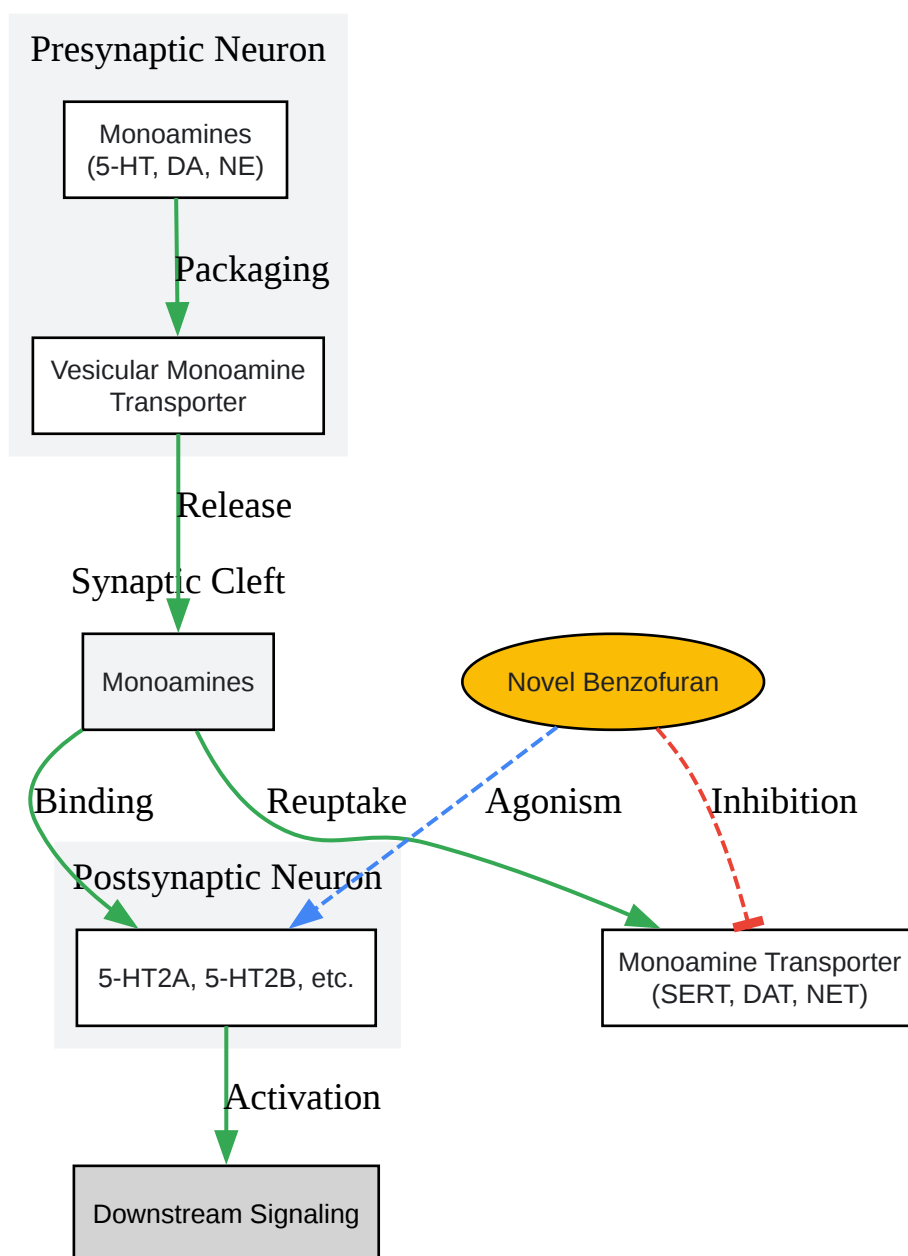 Presynaptic Neuron
Monoamines
(5-HT, DA, NE)
Packaging
Vesicular Monoamine
Transporter
Release
Synaptic Cleft
Monoamines
Novel Benzofuran
Binding
Reuptake
Agonism
Inhibition
Postsynaptic Neuron
5-HT2A, 5-HT2B, etc.
Monoamine Transporter
(SERT, DAT, NET)
Activation
Downstream Signaling